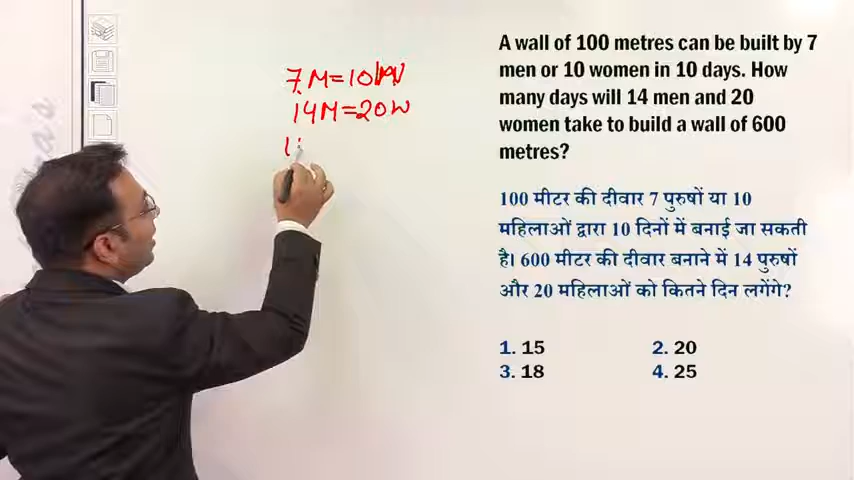 7M=10W
14M=20W
A wall of 100 metres can be built by 7
men or 10 women in 10 days. How
many days will 14 men and 20
women take to build a wall of 600
metres?
100 मीटर की दीवार 7 पुरुषों या 10
महिलाओं द्वारा 10 दिनों में बनाई जा सकती
है। 600 मीटर की दीवार बनाने में 14 पुरुषों
और 20 महिलाओं को कितने दिन लगेंगे?
1. 15 2. 20
3. 18 4. 25